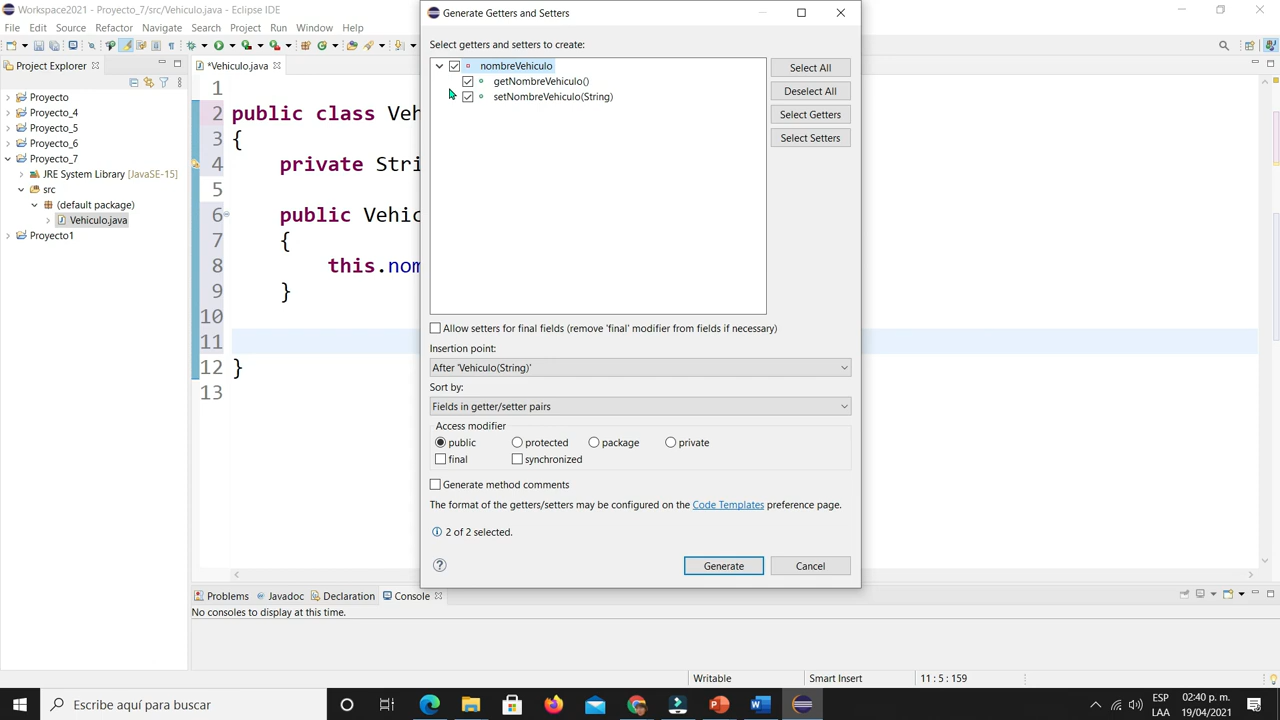 Workspace2021 - Proyecto_7/src/Vehiculo.java - Eclipse IDE
File Edit Source Refactor Navigate Search Project Run Window Help
Project Explorer
*Vehiculo.java
Proyecto
Proyecto_4
Proyecto_5
Proyecto_6
Proyecto_7
JRE System Library [JavaSE-15]
src
(default package)
Vehiculo.java
Proyecto1
1
2 public class Veh
3 {
4 private Stri
5
6 public Vehic
7 {
8 this.nom
9 }
10
11
12 }
13
Generate Getters and Setters
Select getters and setters to create:
nombreVehiculo
getNombreVehiculo()
setNombreVehiculo(String)
Select All
Deselect All
Select Getters
Select Setters
Allow setters for final fields (remove 'final' modifier from fields if necessary)
Insertion point:
After 'Vehiculo(String)'
Sort by:
Fields in getter/setter pairs
Access modifier
public protected package private
final synchronized
Generate method comments
The format of the getters/setters may be configured on the Code Templates preference page.
2 of 2 selected.
Generate Cancel
Problems Javadoc Declaration Console
No consoles to display at this time.
Writable Smart Insert 11 : 5 : 159
Escribe aquí para buscar
ESP 02:40 p. m.
LAA 19/04/2021